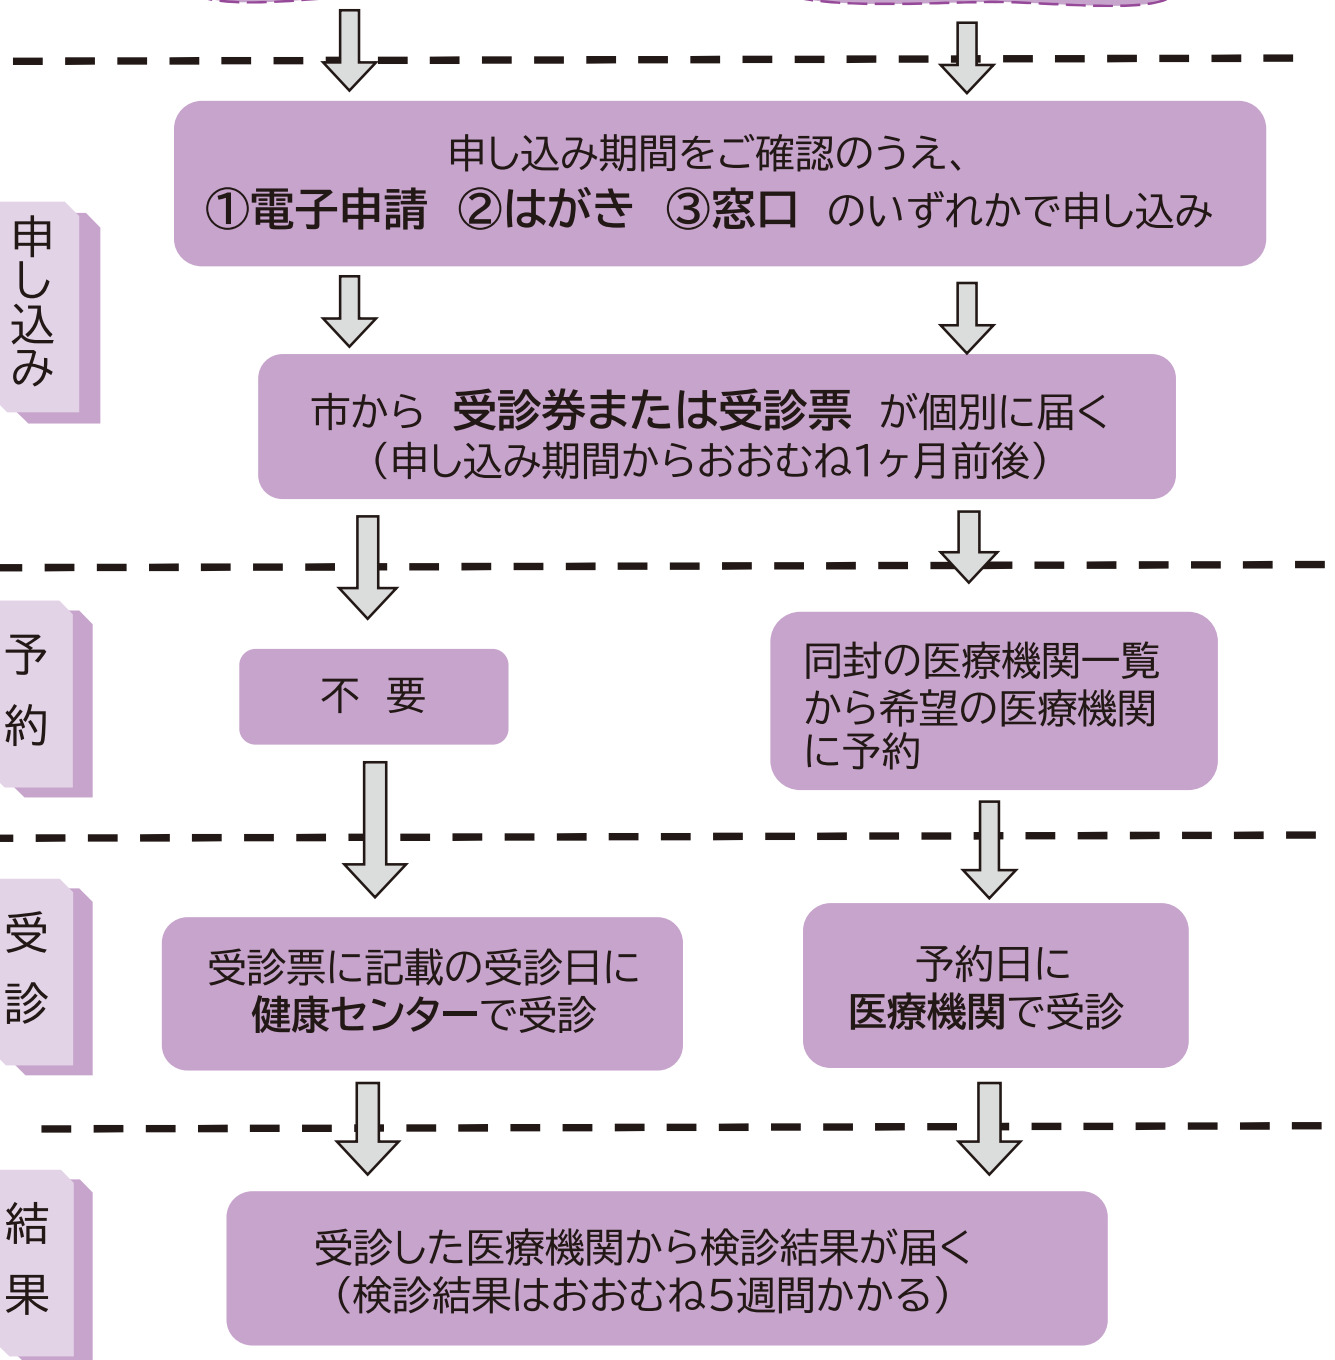 申し込み
申し込み期間をご確認のうえ、
①電子申請 ②はがき ③窓口 のいずれかで申し込み
市から 受診券または受診票 が個別に届く
（申し込み期間からおおむね1ヶ月前後）
予約
不 要
同封の医療機関一覧
から希望の医療機関
に予約
受診
受診票に記載の受診日に
健康センターで受診
予約日に
医療機関で受診
結果
受診した医療機関から検診結果が届く
（検診結果はおおむね5週間かかる）